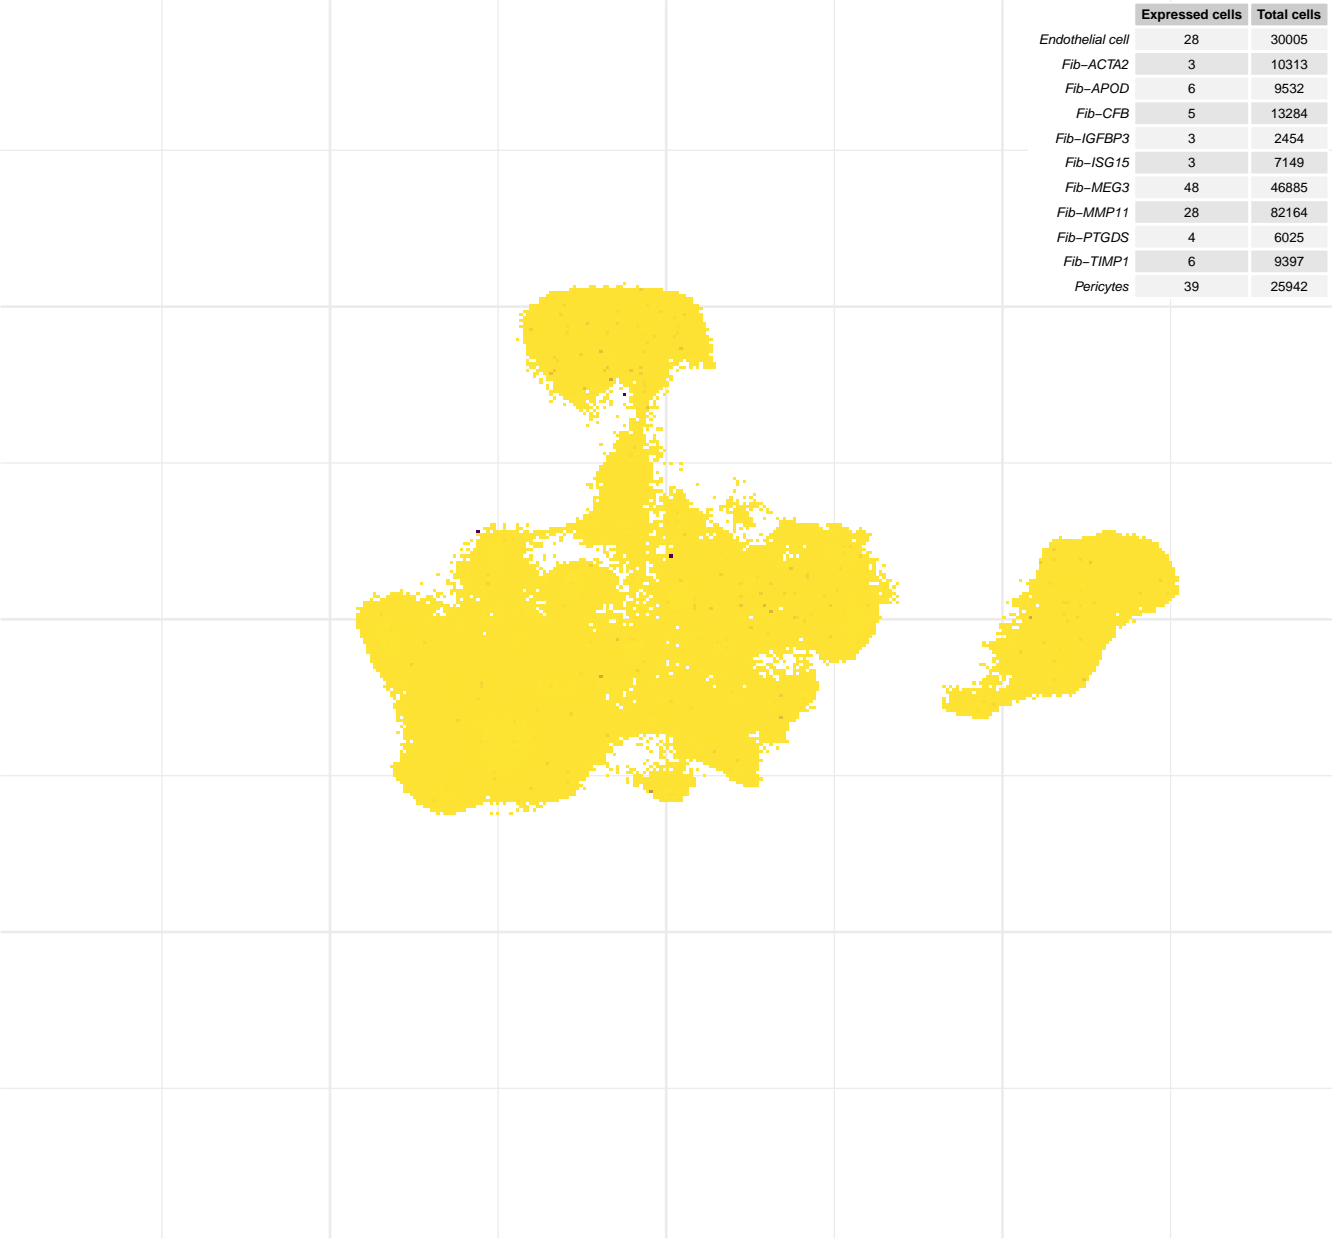 Expressed cells Total cells
Endothelial cell 28 30005
Fib−ACTA2 3 10313
Fib−APOD 6 9532
Fib−CFB 5 13284
Fib−IGFBP3 3 2454
Fib−ISG15 3 7149
Fib−MEG3 48 46885
Fib−MMP11 28 82164
Fib−PTGDS 4 6025
Fib−TIMP1 6 9397
Pericytes 39 25942